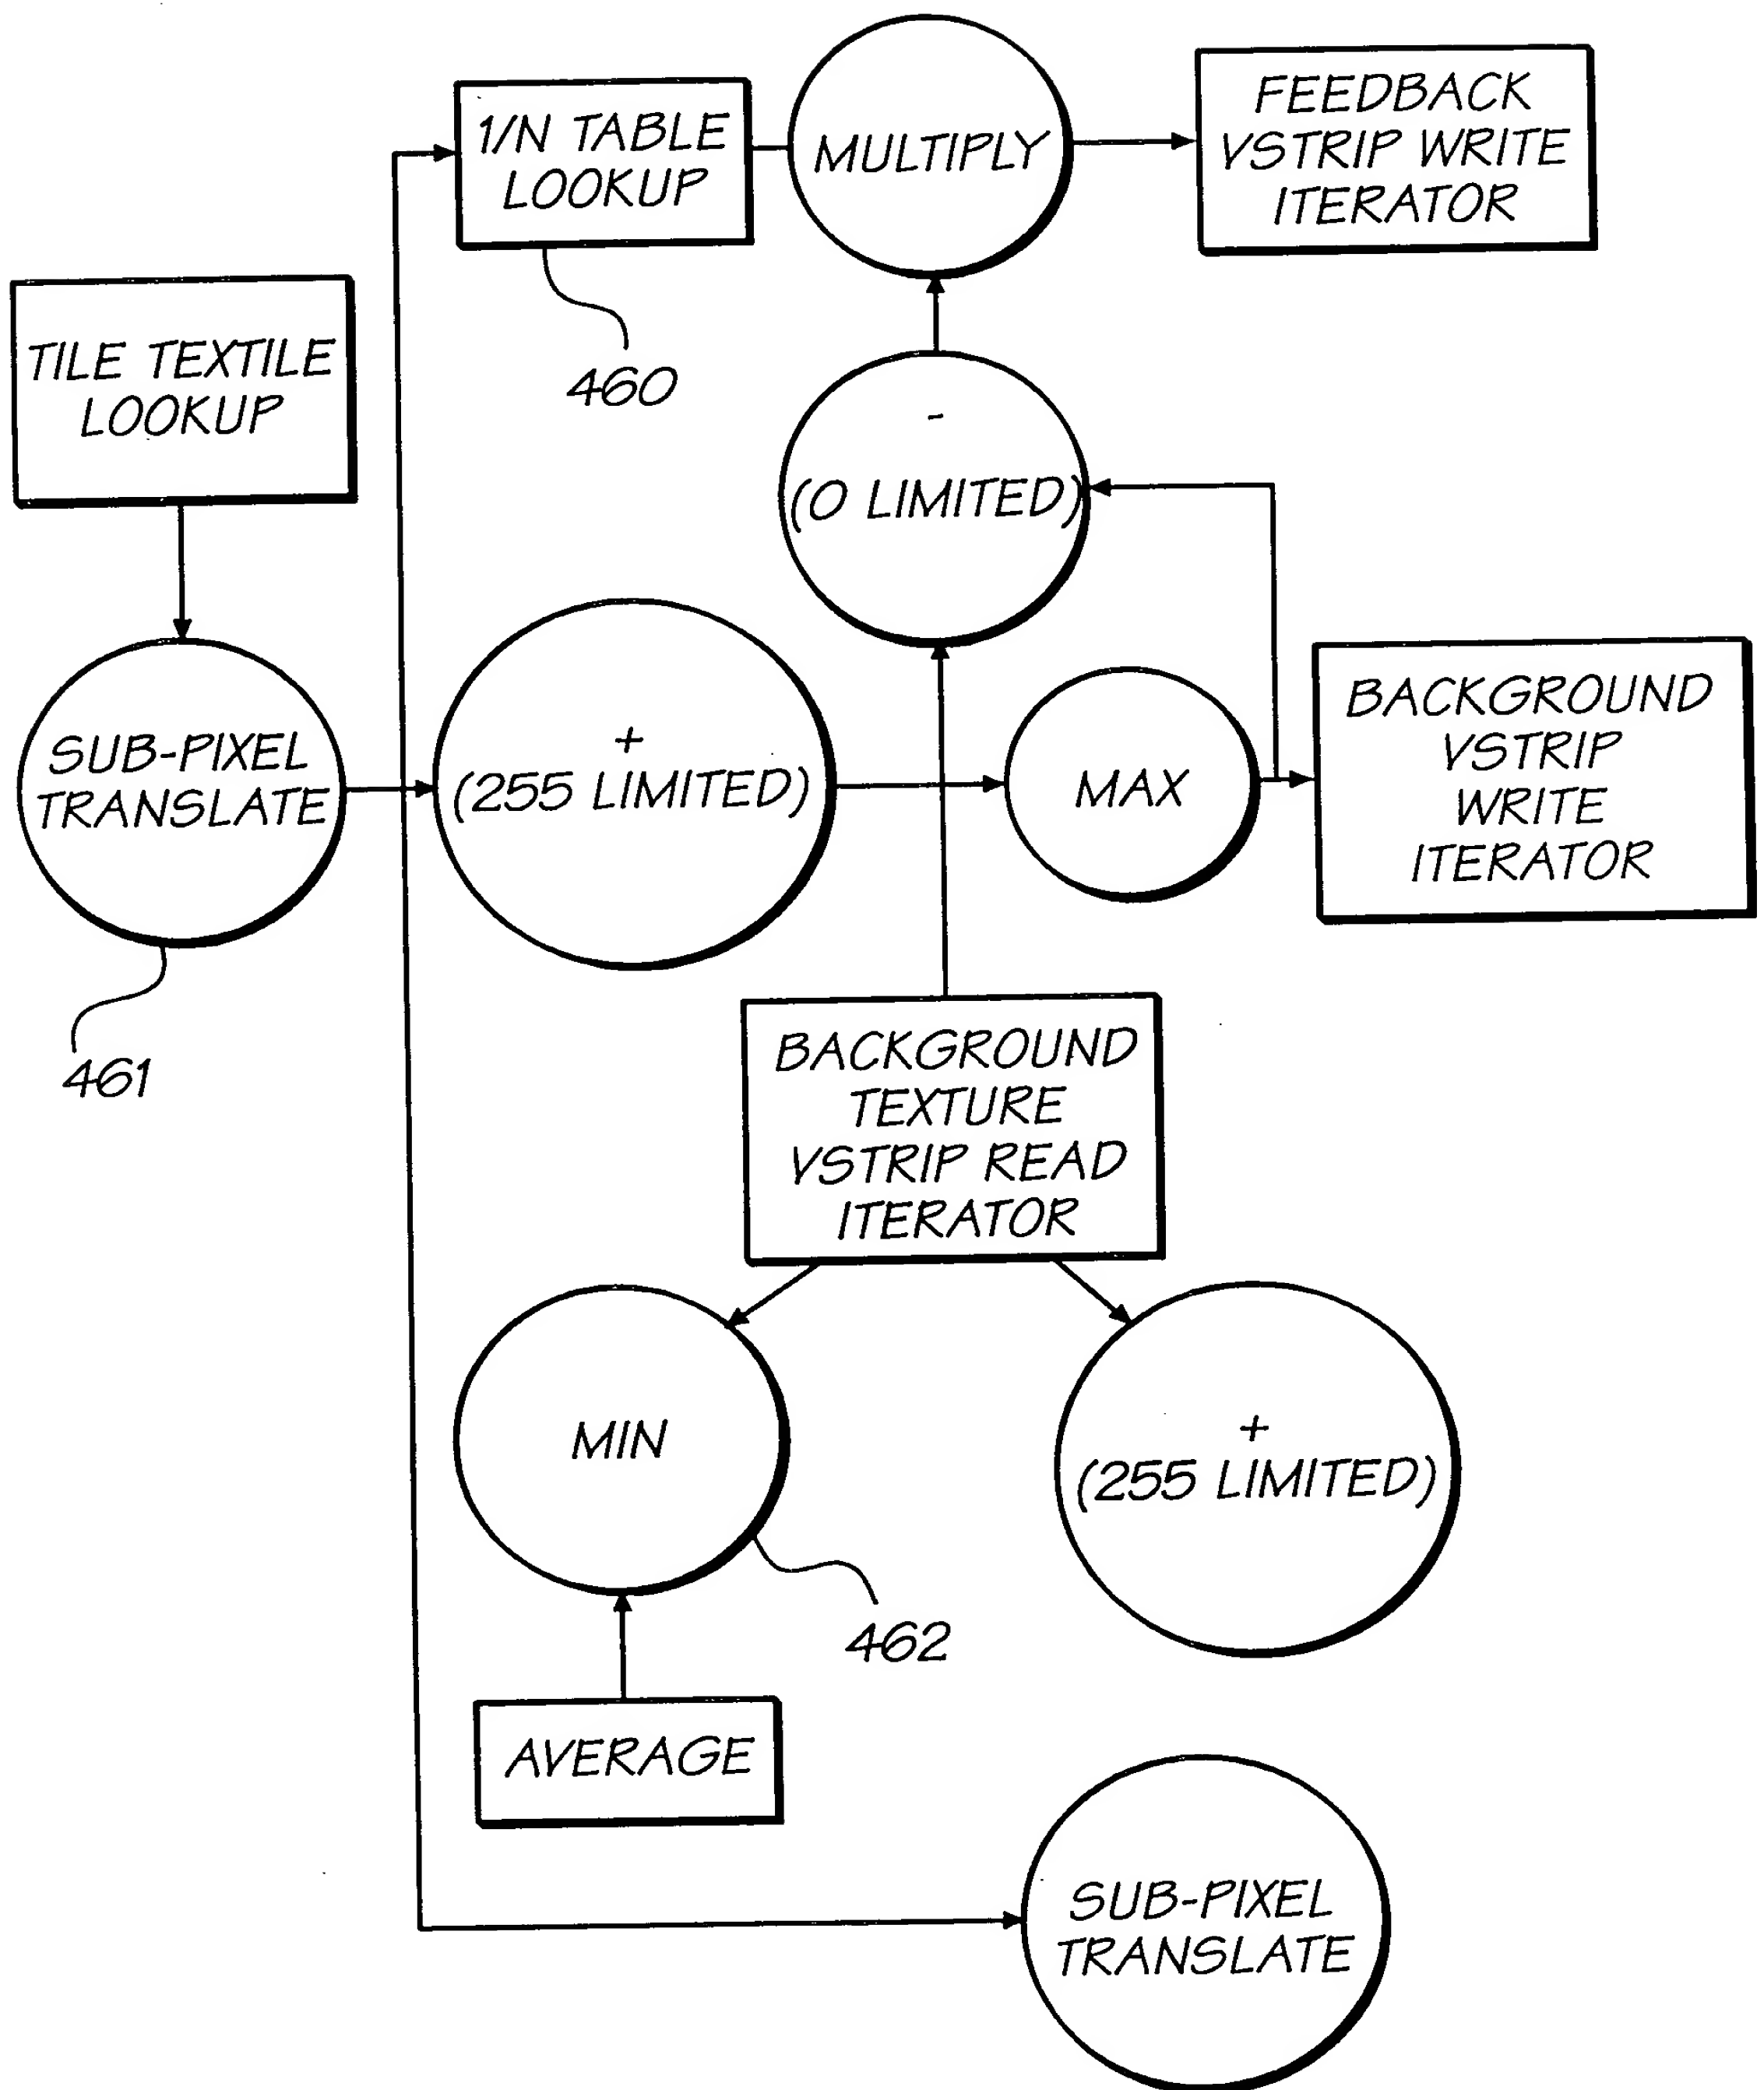 1/N TABLE
LOOKUP
MULTIPLY
FEEDBACK
VSTRIP WRITE
ITERATOR
460
TILE TEXTILE
LOOKUP
-
(0 LIMITED)
SUB-PIXEL
TRANSLATE
461
+
(255 LIMITED)
MAX
BACKGROUND
VSTRIP
WRITE
ITERATOR
BACKGROUND
TEXTURE
VSTRIP READ
ITERATOR
MIN
462
+
(255 LIMITED)
AVERAGE
SUB-PIXEL
TRANSLATE